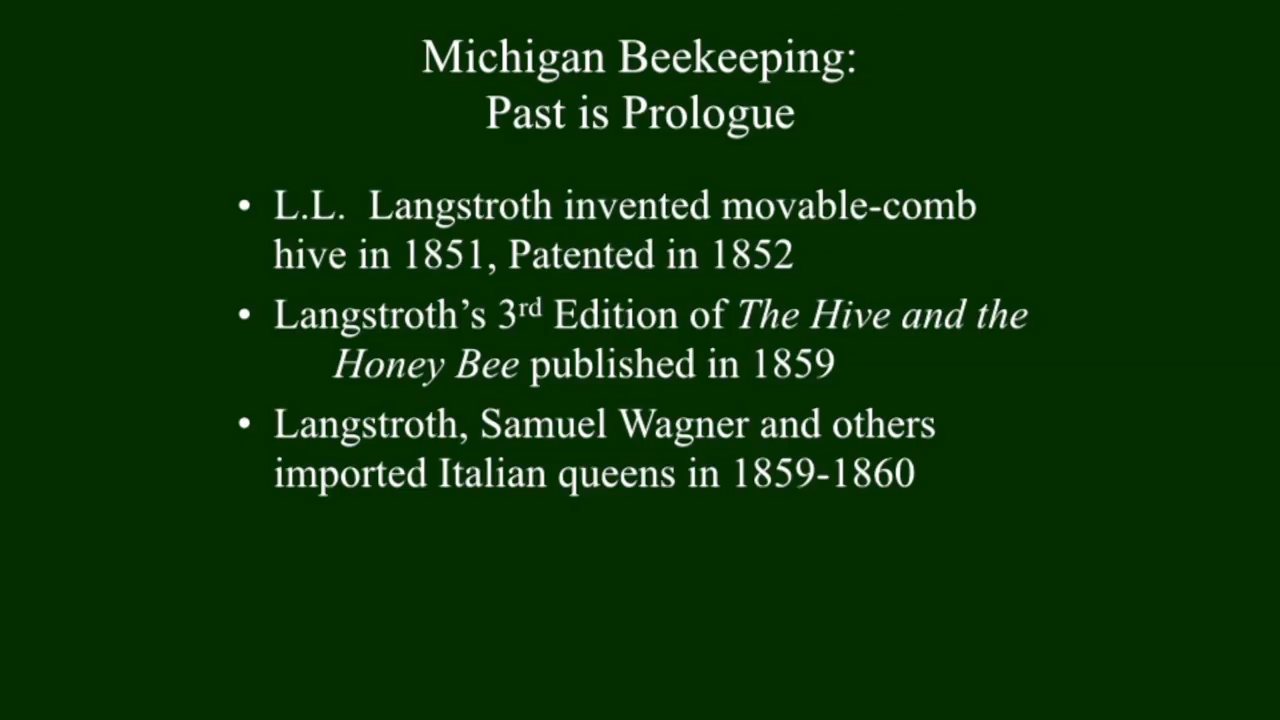 Michigan Beekeeping:
Past is Prologue
• L.L. Langstroth invented movable-comb
hive in 1851, Patented in 1852
• Langstroth’s 3rd Edition of The Hive and the
Honey Bee published in 1859
• Langstroth, Samuel Wagner and others
imported Italian queens in 1859-1860